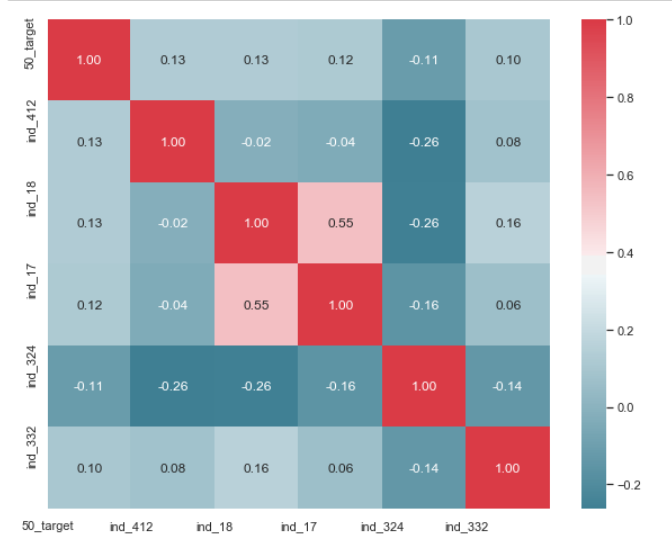 50_target 1.00 0.13 0.13 0.12 -0.11 0.10
ind_412 0.13 1.00 -0.02 -0.04 -0.26 0.08
ind_18 0.13 -0.02 1.00 0.55 -0.26 0.16
ind_17 0.12 -0.04 0.55 1.00 -0.16 0.06
ind_324 -0.11 -0.26 -0.26 -0.16 1.00 -0.14
ind_332 0.10 0.08 0.16 0.06 -0.14 1.00
50_target ind_412 ind_18 ind_17 ind_324 ind_332
1.0
0.8
0.6
0.4
0.2
0.0
−0.2